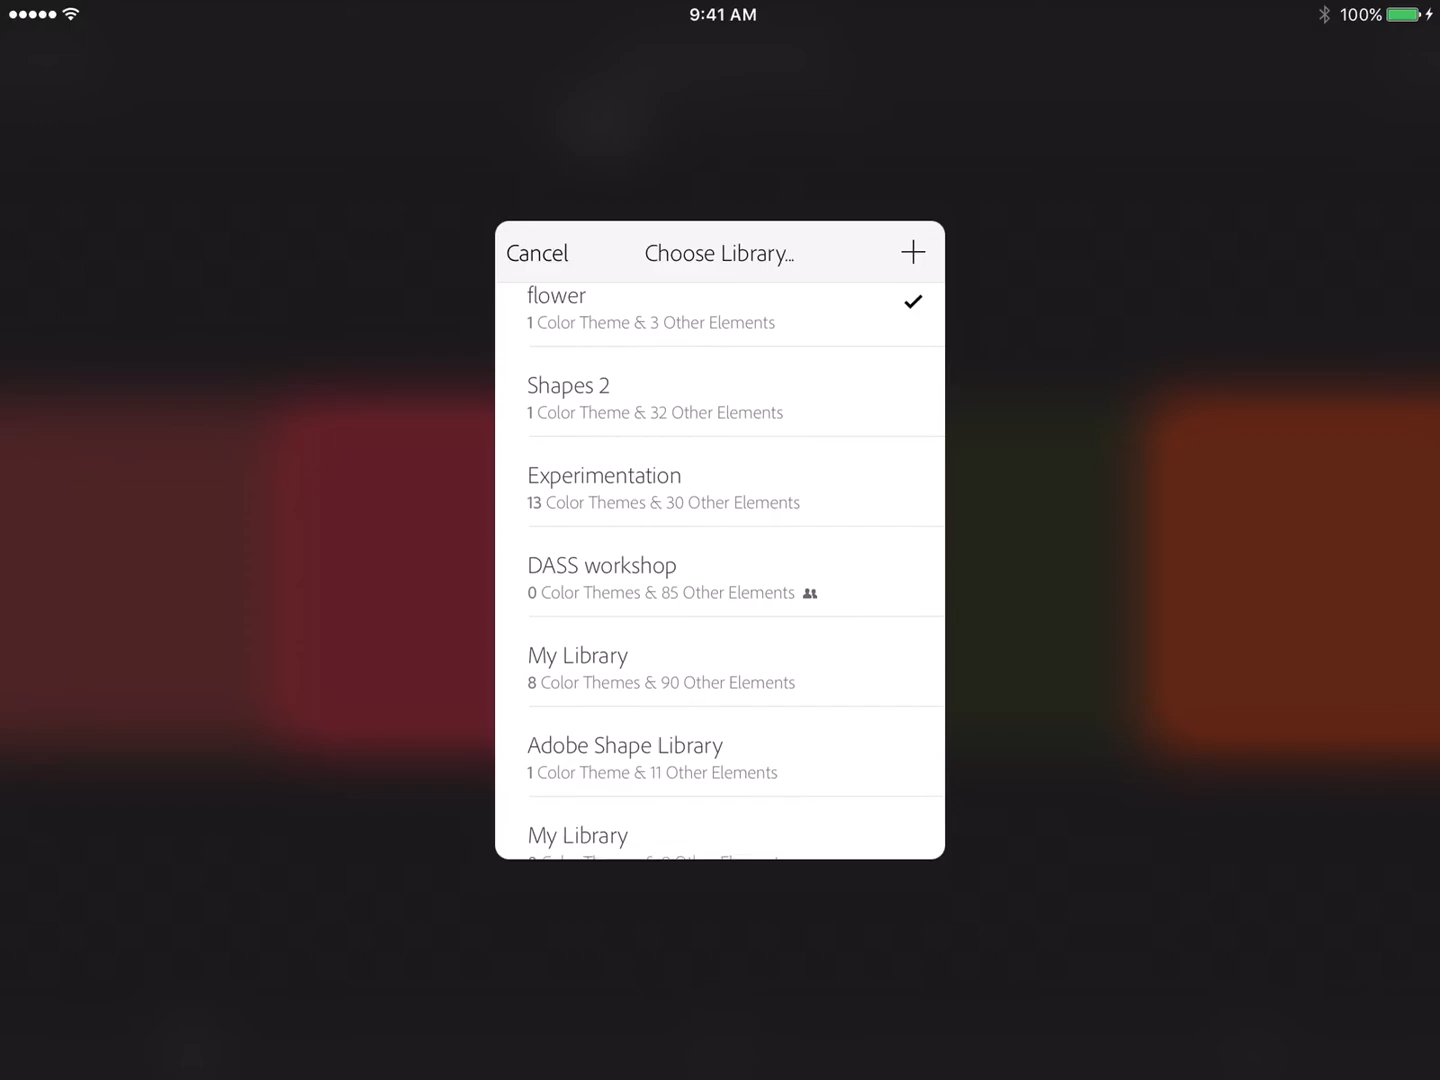 9:41 AM
100%
Cancel
Choose Library...
flower
1 Color Theme & 3 Other Elements
Shapes 2
1 Color Theme & 32 Other Elements
Experimentation
13 Color Themes & 30 Other Elements
DASS workshop
0 Color Themes & 85 Other Elements
My Library
8 Color Themes & 90 Other Elements
Adobe Shape Library
1 Color Theme & 11 Other Elements
My Library